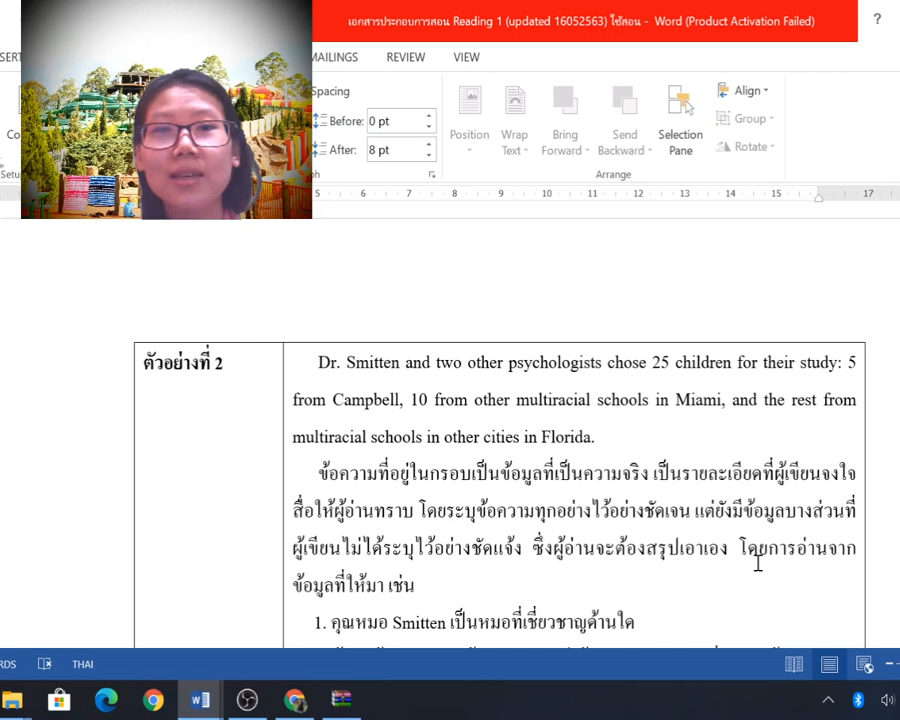 เอกสารประกอบการสอน Reading 1 (updated 16052563) ใช้สอน - Word (Product Activation Failed)
?
SERT
MAILINGS REVIEW VIEW
Spacing
Before: 0 pt
After: 8 pt
Position
Wrap Text
Bring Forward
Send Backward
Selection Pane
Align
Group
Rotate
Arrange
5 6 7 8 9 10 11 12 13 14 15 17
ตัวอย่างที่ 2
Dr. Smitten and two other psychologists chose 25 children for their study: 5
from Campbell, 10 from other multiracial schools in Miami, and the rest from
multiracial schools in other cities in Florida.
ข้อความที่อยู่ในกรอบเป็นข้อมูลที่เป็นความจริง เป็นรายละเอียดที่ผู้เขียนจงใจ
สื่อให้ผู้อ่านทราบ โดยระบุข้อความทุกอย่างไว้อย่างชัดเจน แต่ยังมีข้อมูลบางส่วนที่
ผู้เขียนไม่ได้ระบุไว้อย่างชัดแจ้ง ซึ่งผู้อ่านจะต้องสรุปเอาเอง โดยการอ่านจาก
ข้อมูลที่ให้มา เช่น
1. คุณหมอ Smitten เป็นหมอที่เชี่ยวชาญด้านใด
RDS THAI